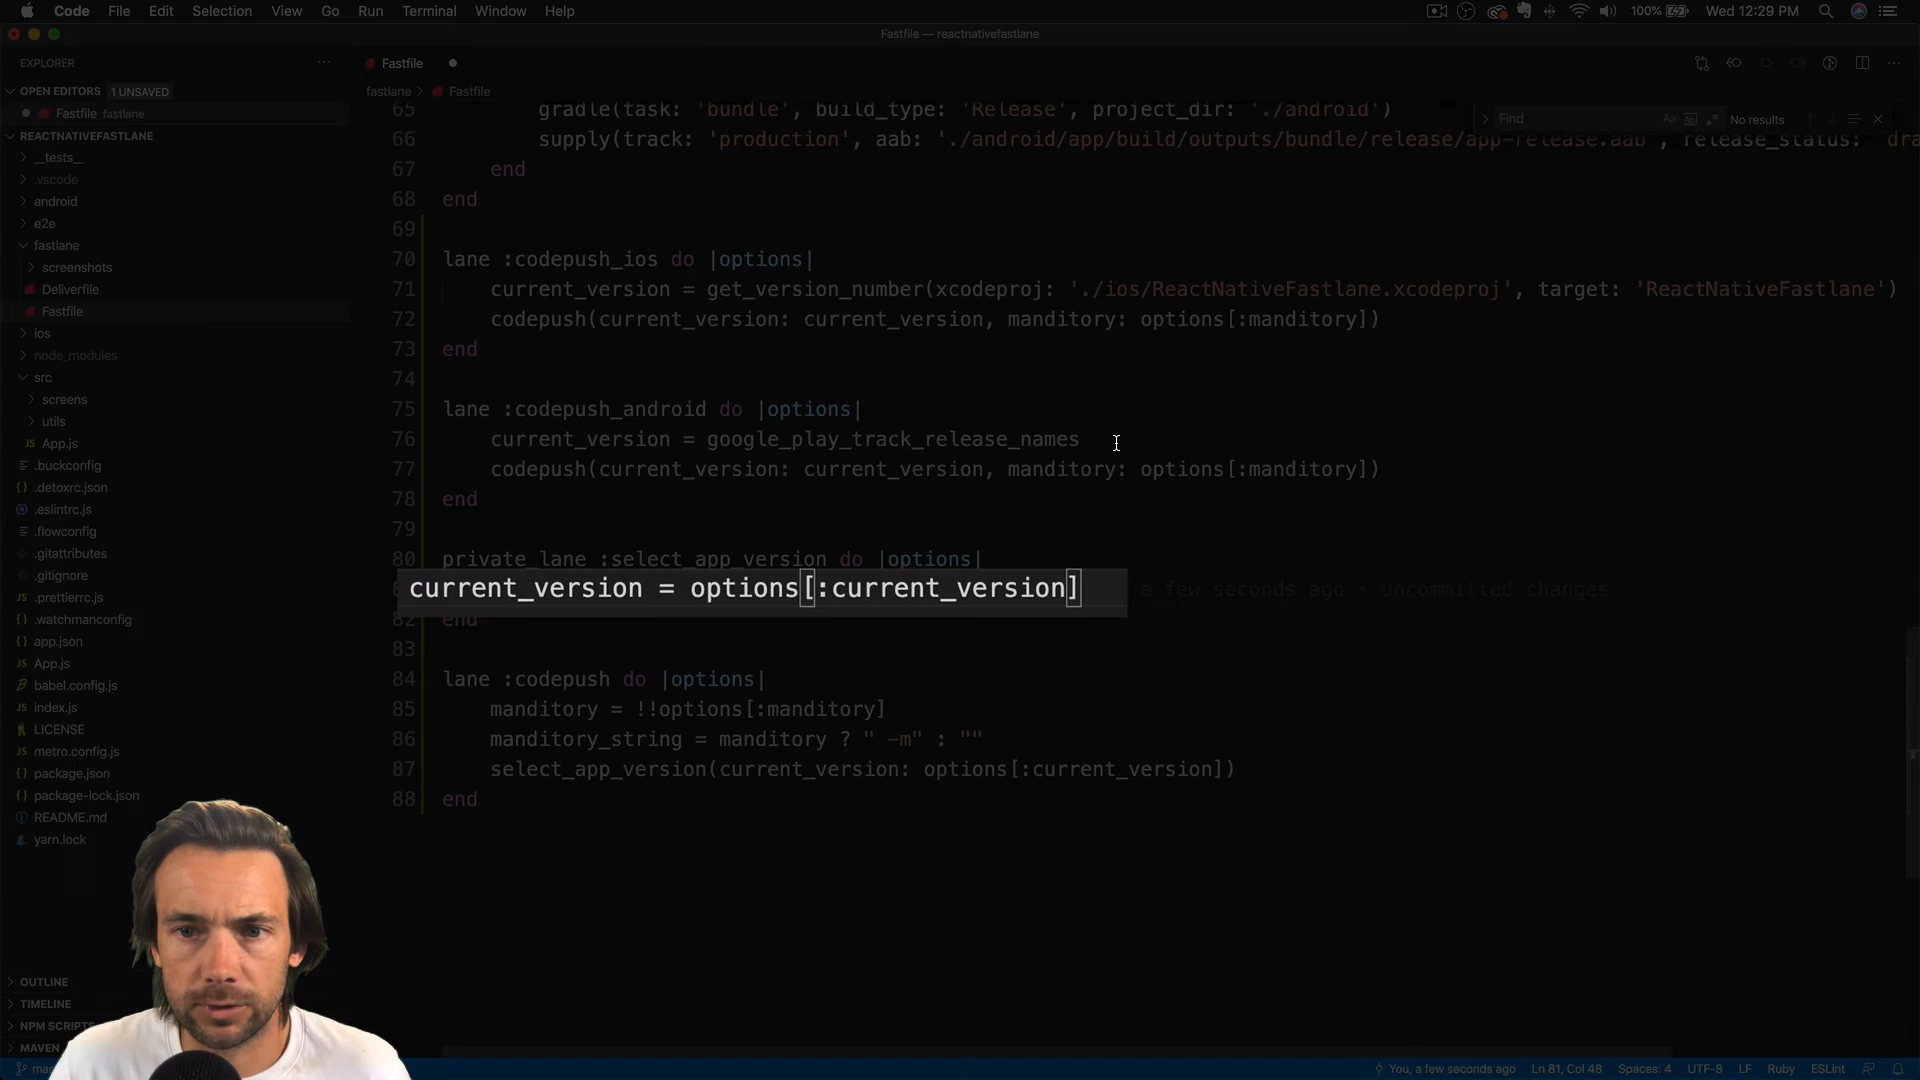 Code File Edit Selection View Go Run Terminal Window Help
100% Wed 12:29 PM
Fastfile — reactnativefastlane
EXPLORER
OPEN EDITORS 1 UNSAVED
Fastfile fastlane
REACTNATIVEFASTLANE
__tests__
.vscode
android
e2e
fastlane
screenshots
Deliverfile
Fastfile
ios
node_modules
src
screens
utils
JS App.js
.buckconfig
{} .detoxrc.json
.eslintrc.js
.flowconfig
.gitattributes
.gitignore
{} .prettierrc.js
.watchmanconfig
{} app.json
JS App.js
babel.config.js
JS index.js
LICENSE
JS metro.config.js
{} package.json
{} package-lock.json
README.md
yarn.lock
OUTLINE
TIMELINE
NPM SCRIPTS
MAVEN
Fastfile
fastlane > Fastfile
Find Aa Ab .* No results
65 gradle(task: 'bundle', build_type: 'Release', project_dir: './android')
66 supply(track: 'production', aab: './android/app/build/outputs/bundle/release/app-release.aab', release_status: 'dra
67 end
68 end
69
70 lane :codepush_ios do |options|
71 current_version = get_version_number(xcodeproj: './ios/ReactNativeFastlane.xcodeproj', target: 'ReactNativeFastlane')
72 codepush(current_version: current_version, manditory: options[:manditory])
73 end
74
75 lane :codepush_android do |options|
76 current_version = google_play_track_release_names
77 codepush(current_version: current_version, manditory: options[:manditory])
78 end
79
80 private_lane :select_app_version do |options|
current_version = options[:current_version] a few seconds ago • Uncommitted changes
82 end
83
84 lane :codepush do |options|
85 manditory = !!options[:manditory]
86 manditory_string = manditory ? " -m" : ""
87 select_app_version(current_version: options[:current_version])
88 end
You, a few seconds ago Ln 81, Col 48 Spaces: 4 UTF-8 LF Ruby ESLint